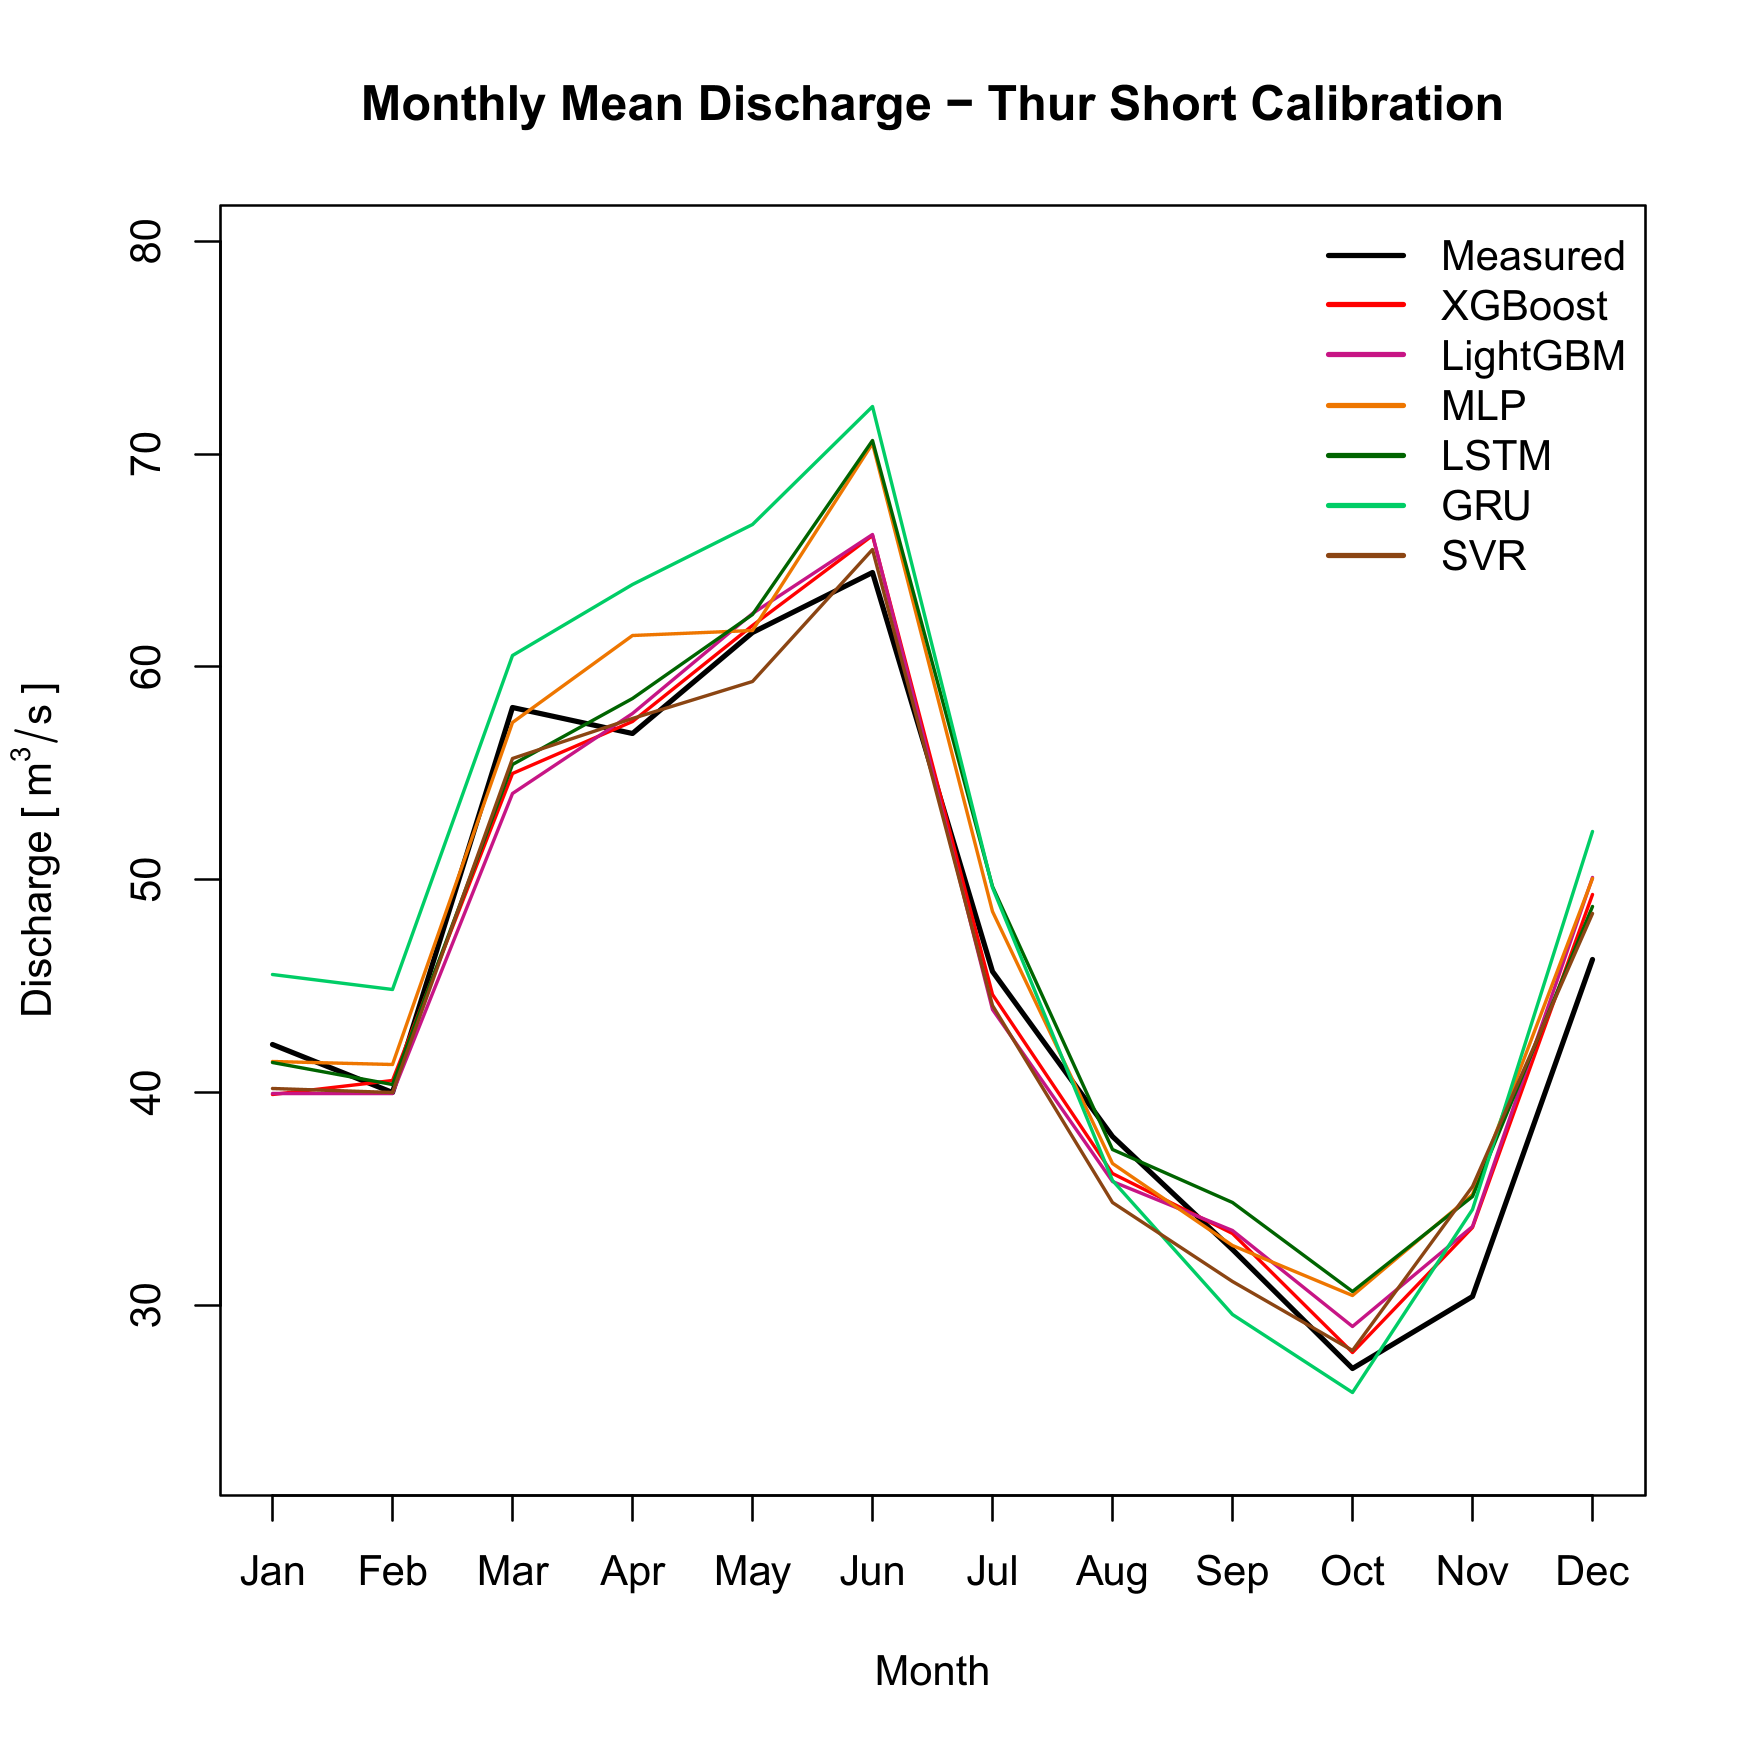 Monthly Mean Discharge − Thur Short Calibration
Discharge [ m³/s ]
80
70
60
50
40
30
Measured
XGBoost
LightGBM
MLP
LSTM
GRU
SVR
Jan Feb Mar Apr May Jun Jul Aug Sep Oct Nov Dec
Month